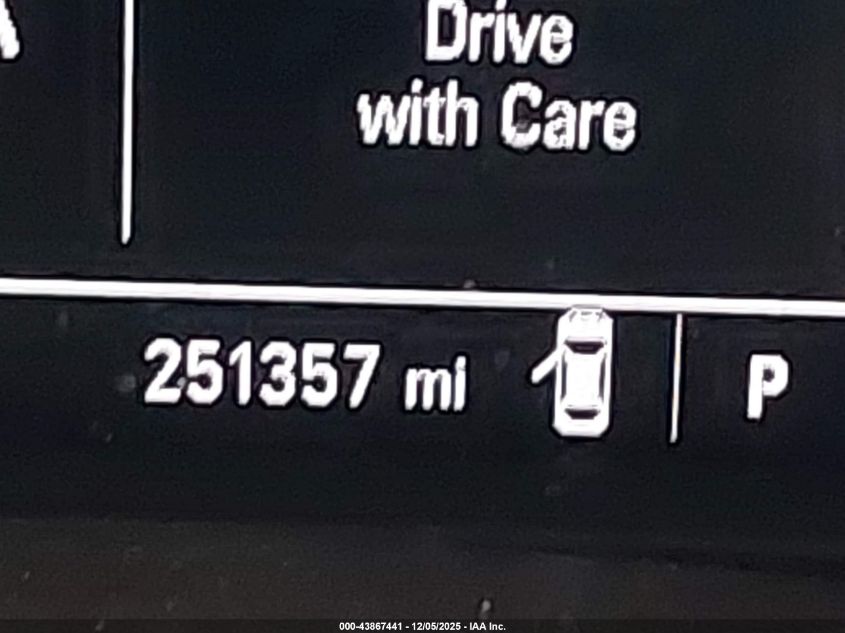 Drive
with Care
251357 mi
P
000-43867441 - 12/05/2025 - IAA Inc.